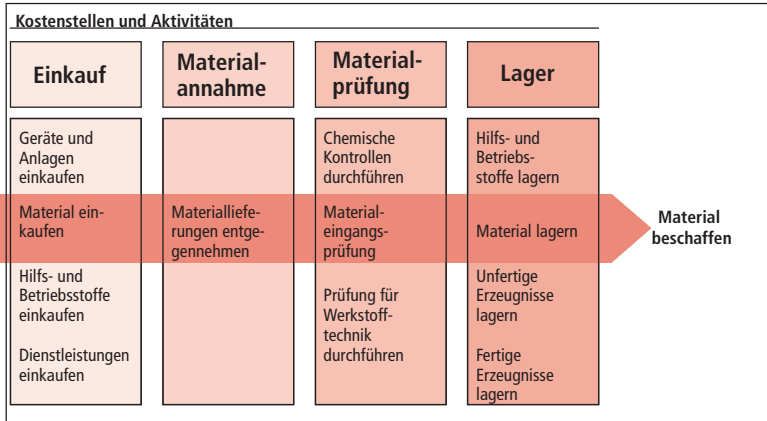 Kostenstellen und Aktivitäten
Einkauf
Material-
annahme
Material-
prüfung
Lager
Geräte und
Anlagen
einkaufen
Material ein-
kaufen
Hilfs- und
Betriebsstoffe
einkaufen
Dienstleistungen
einkaufen
Materialliefe-
rungen entge-
gennehmen
Chemische
Kontrollen
durchführen
Material-
eingangs-
prüfung
Prüfung für
Werkstoff-
technik
durchführen
Hilfs- und
Betriebs-
stoffe lagern
Material lagern
Unfertige
Erzeugnisse
lagern
Fertige
Erzeugnisse
lagern
Material
beschaffen